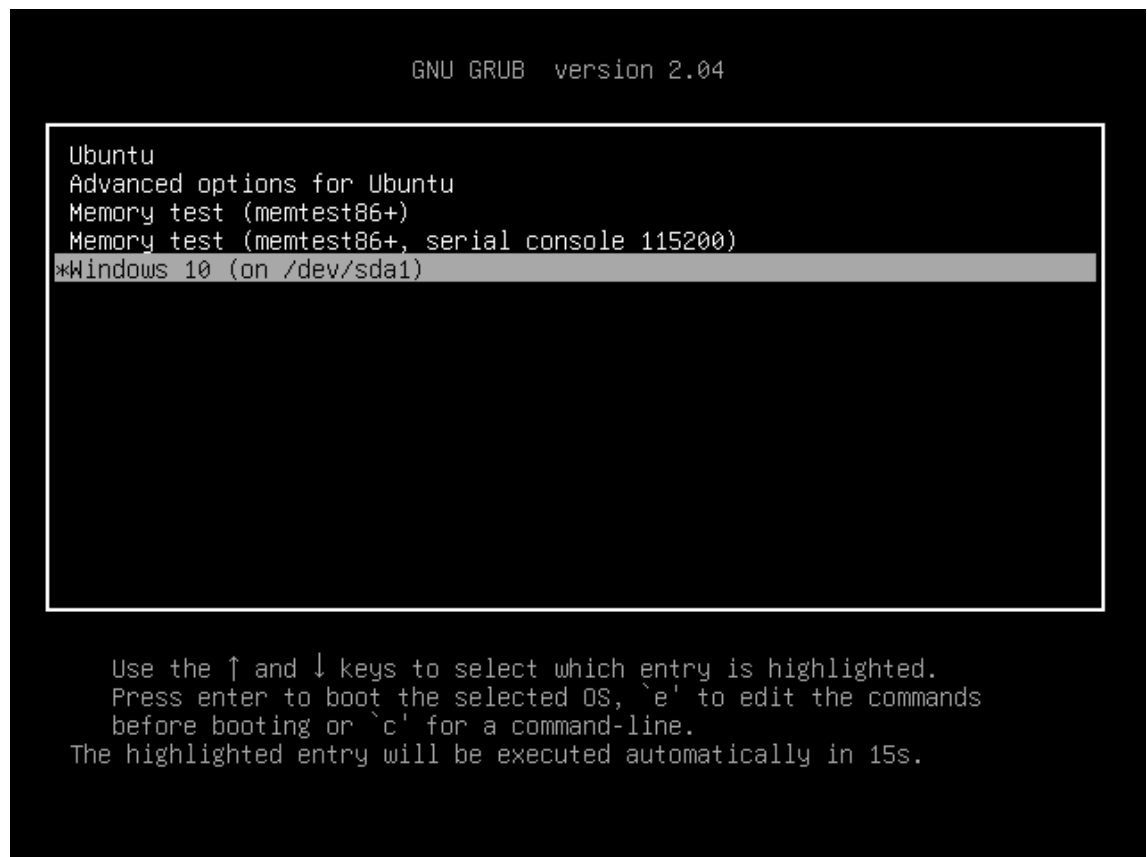 GNU GRUB version 2.04
Ubuntu
Advanced options for Ubuntu
Memory test (memtest86+)
Memory test (memtest86+, serial console 115200)
*Windows 10 (on /dev/sda1)
Use the ↑ and ↓ keys to select which entry is highlighted.
Press enter to boot the selected OS, `e' to edit the commands
before booting or `c' for a command-line.
The highlighted entry will be executed automatically in 15s.